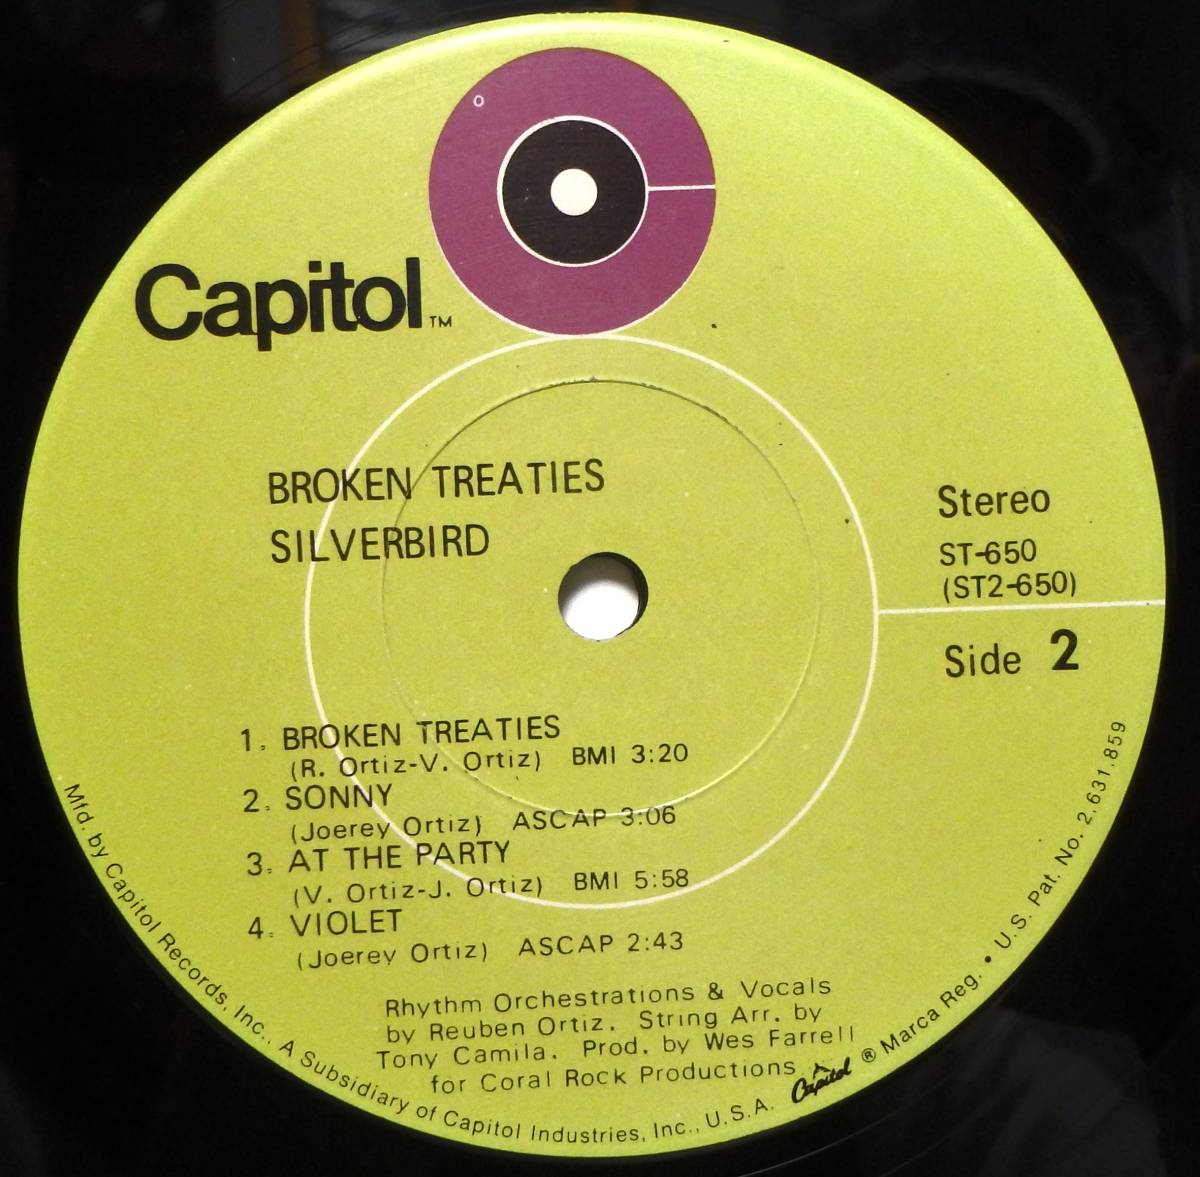 Capitol™
BROKEN TREATIES
SILVERBIRD
Stereo
ST-650
(ST2-650)
Side 2
1. BROKEN TREATIES
(R. Ortiz-V. Ortiz) BMI 3:20
2. SONNY
(Joerey Ortiz) ASCAP 3:06
3. AT THE PARTY
(V. Ortiz-J. Ortiz) BMI 5:58
4. VIOLET
(Joerey Ortiz) ASCAP 2:43
Rhythm Orchestrations & Vocals
by Reuben Ortiz. String Arr. by
Tony Camila. Prod. by Wes Farrell
for Coral Rock Productions
Mfd. by Capitol Records, Inc., A Subsidiary of Capitol Industries, Inc., U.S.A. Capitol ® Marca Reg. • U.S. Pat. No. 2,631,859